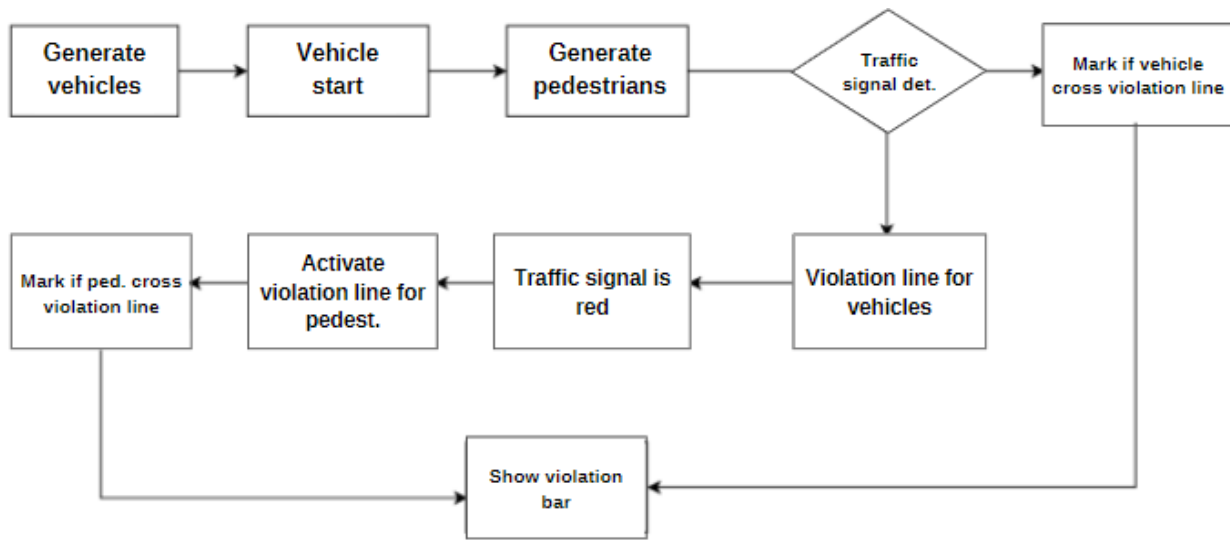 Generate
vehicles
Vehicle
start
Generate
pedestrians
Traffic
signal det.
Mark if vehicle
cross violation line
Mark if ped. cross
violation line
Activate
violation line for
pedest.
Traffic signal is
red
Violation line for
vehicles
Show violation
bar